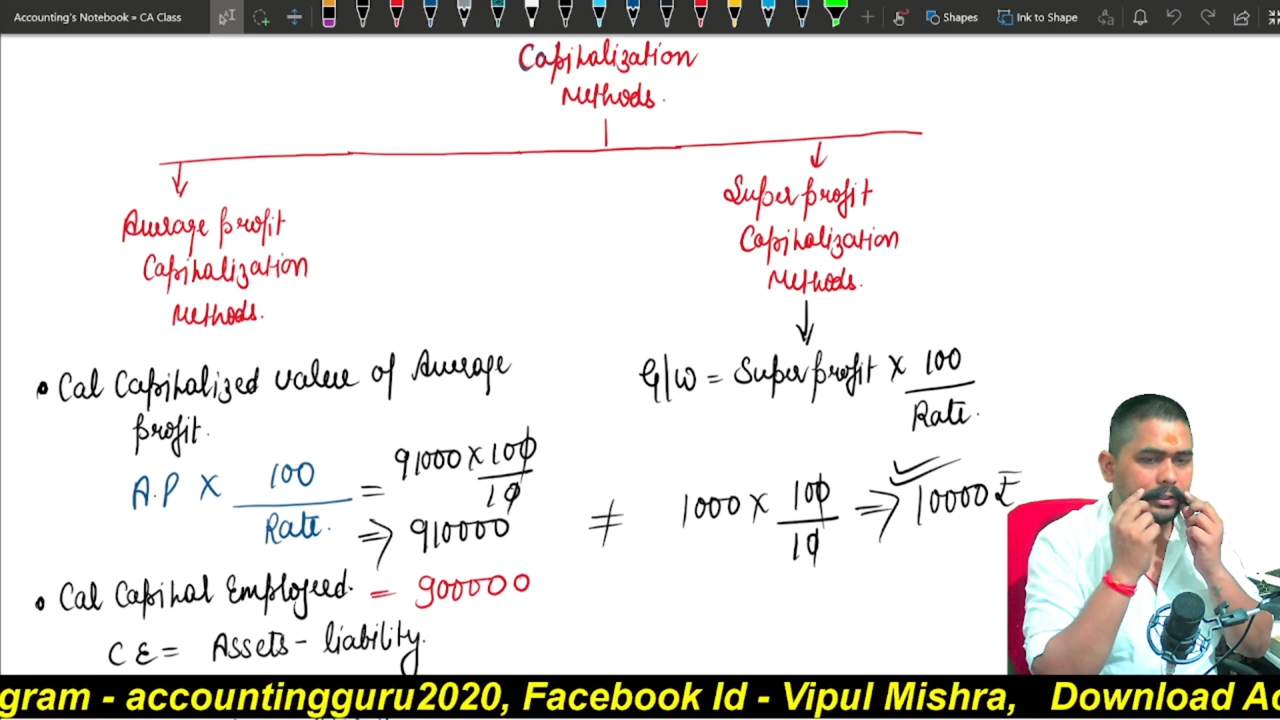 Accounting's Notebook » CA Class
Shapes
Ink to Shape
Capitalization
Methods.
Average profit
Capitalization
Methods.
Super profit
Capitalization
Methods.
• Cal Capitalized value of Average
profit.
A.P × 100/Rate. = 91000 × 100/10
⇒ 910000
• Cal Capital Employeed. = 900000
CE = Assets - liability.
G/W = Super profit × 100/Rate.
≠ 1000 × 100/10 ⇒ 10000 ₹
gram - accountingguru2020, Facebook Id - Vipul Mishra, Download Ac